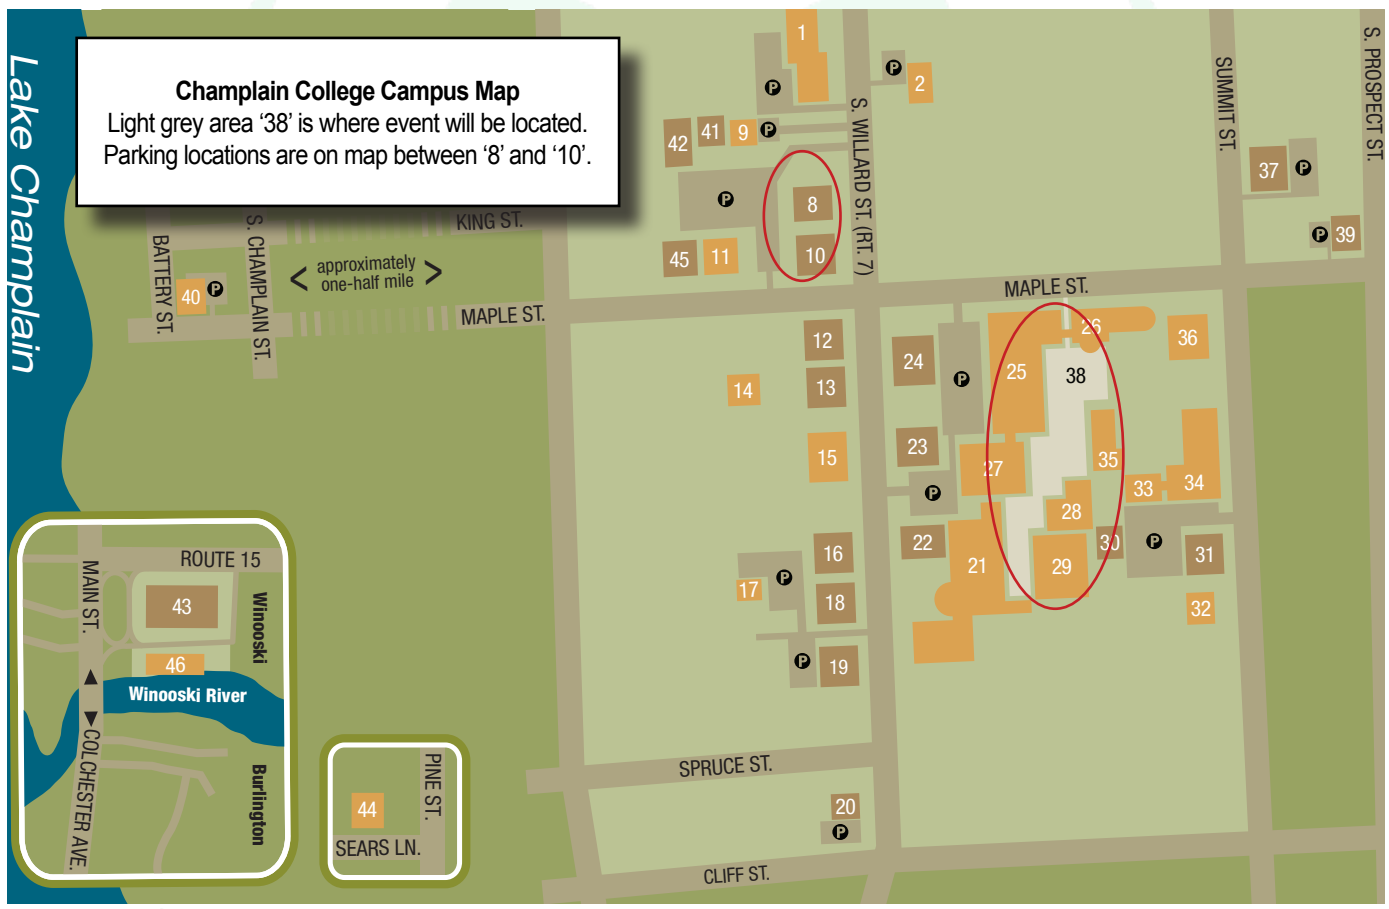 Champlain College Campus Map
Light grey area ‘38’ is where event will be located.
Parking locations are on map between ‘8’ and ‘10’.
Lake Champlain
1
P
2
P
S. WILLARD ST. (RT. 7)
SUMMIT ST.
S. PROSPECT ST.
42
41
9
P
37
P
P
8
39
P
KING ST.
BATTERY ST.
S. CHAMPLAIN ST.
45
11
10
< approximately >
one-half mile
40
P
MAPLE ST.
MAPLE ST.
12
24
25
26
38
36
14
13
P
15
23
27
35
33
34
P
28
16
22
21
29
30
P
31
17
P
18
32
19
P
ROUTE 15
MAIN ST.
43
Winooski
46
Winooski River
COLCHESTER AVE.
Burlington
PINE ST.
44
SEARS LN.
SPRUCE ST.
20
P
CLIFF ST.